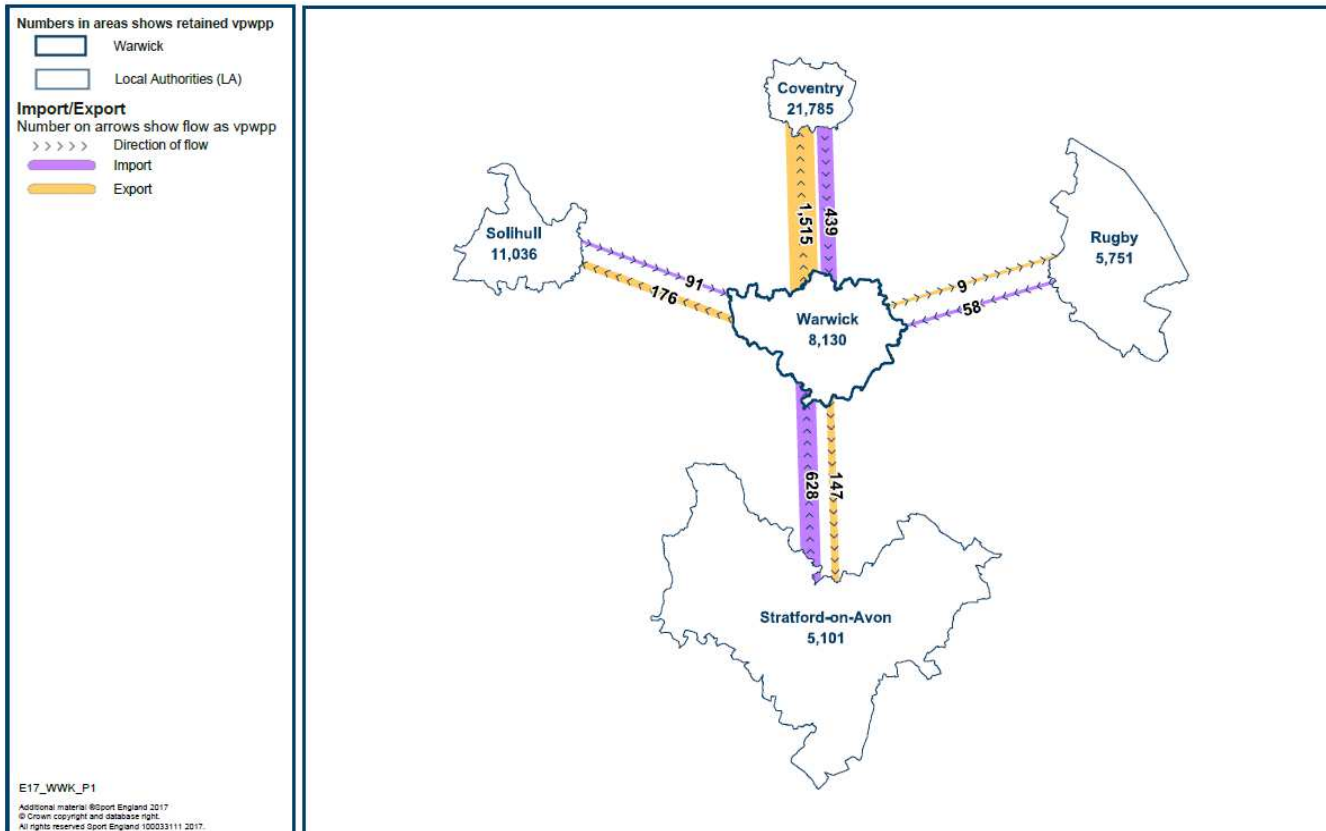 Numbers in areas shows retained vpwpp
Warwick
Local Authorities (LA)
Import/Export
Number on arrows show flow as vpwpp
Direction of flow
Import
Export
E17_WWK_P1
Additional material ©Sport England 2017
© Crown copyright and database right.
All rights reserved Sport England 100033111 2017.
Coventry
21,785
1,515
439
Solihull
11,036
91
176
Rugby
5,751
9
58
Warwick
8,130
628
147
Stratford-on-Avon
5,101